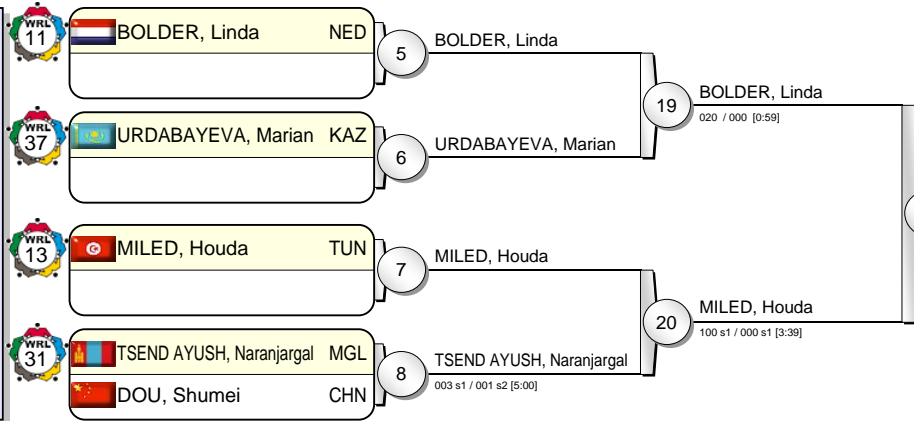 WRL
11
BOLDER, Linda NED
5
BOLDER, Linda
WRL
37
URDABAYEVA, Marian KAZ
6
URDABAYEVA, Marian
19
BOLDER, Linda
020 / 000 [0:59]
WRL
13
MILED, Houda TUN
7
MILED, Houda
WRL
31
TSEND AYUSH, Naranjargal MGL
DOU, Shumei CHN
8
TSEND AYUSH, Naranjargal
003 s1 / 001 s2 [5:00]
20
MILED, Houda
100 s1 / 000 s1 [3:39]